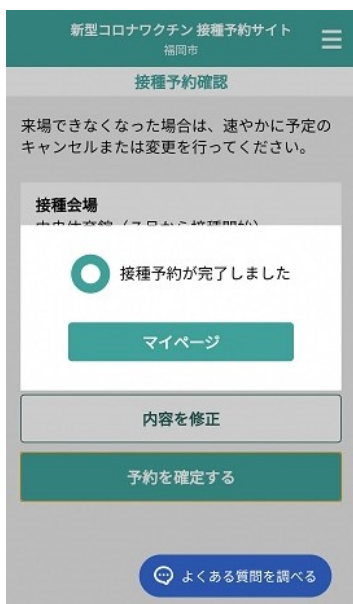 新型コロナワクチン 接種予約サイト
福岡市
接種予約確認
来場できなくなった場合は、速やかに予定の
キャンセルまたは変更を行ってください。
接種会場
接種予約が完了しました
マイページ
内容を修正
予約を確定する
よくある質問を調べる